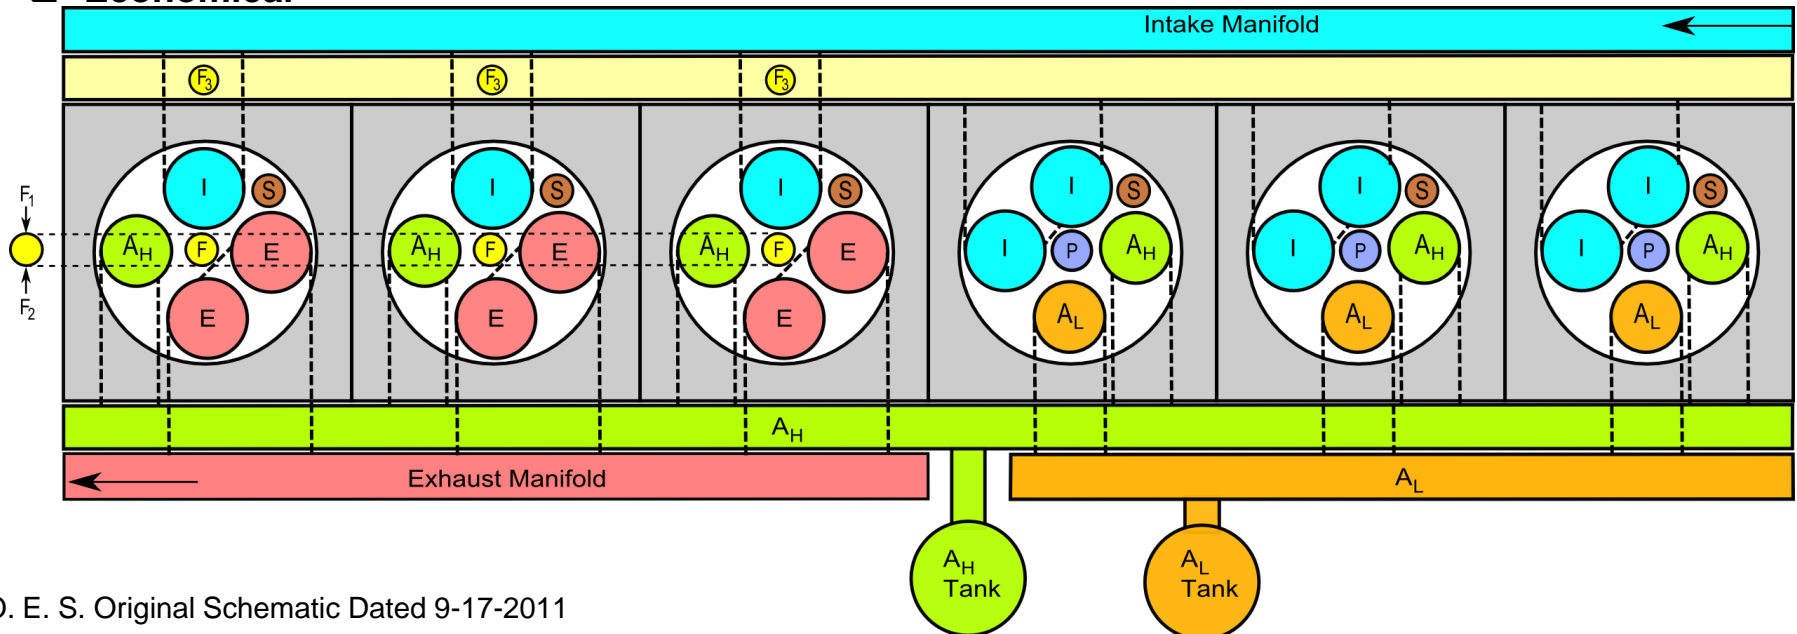 Economical
Intake Manifold
F3 F3 F3
I S I S I S I S I S I S
F1
AH F E AH F E AH F E I P AH I P AH I P AH
F2
E E E AL AL AL
AH
Exhaust Manifold
AL
AH
Tank
AL
Tank
E. S. Original Schematic Dated 9-17-2011